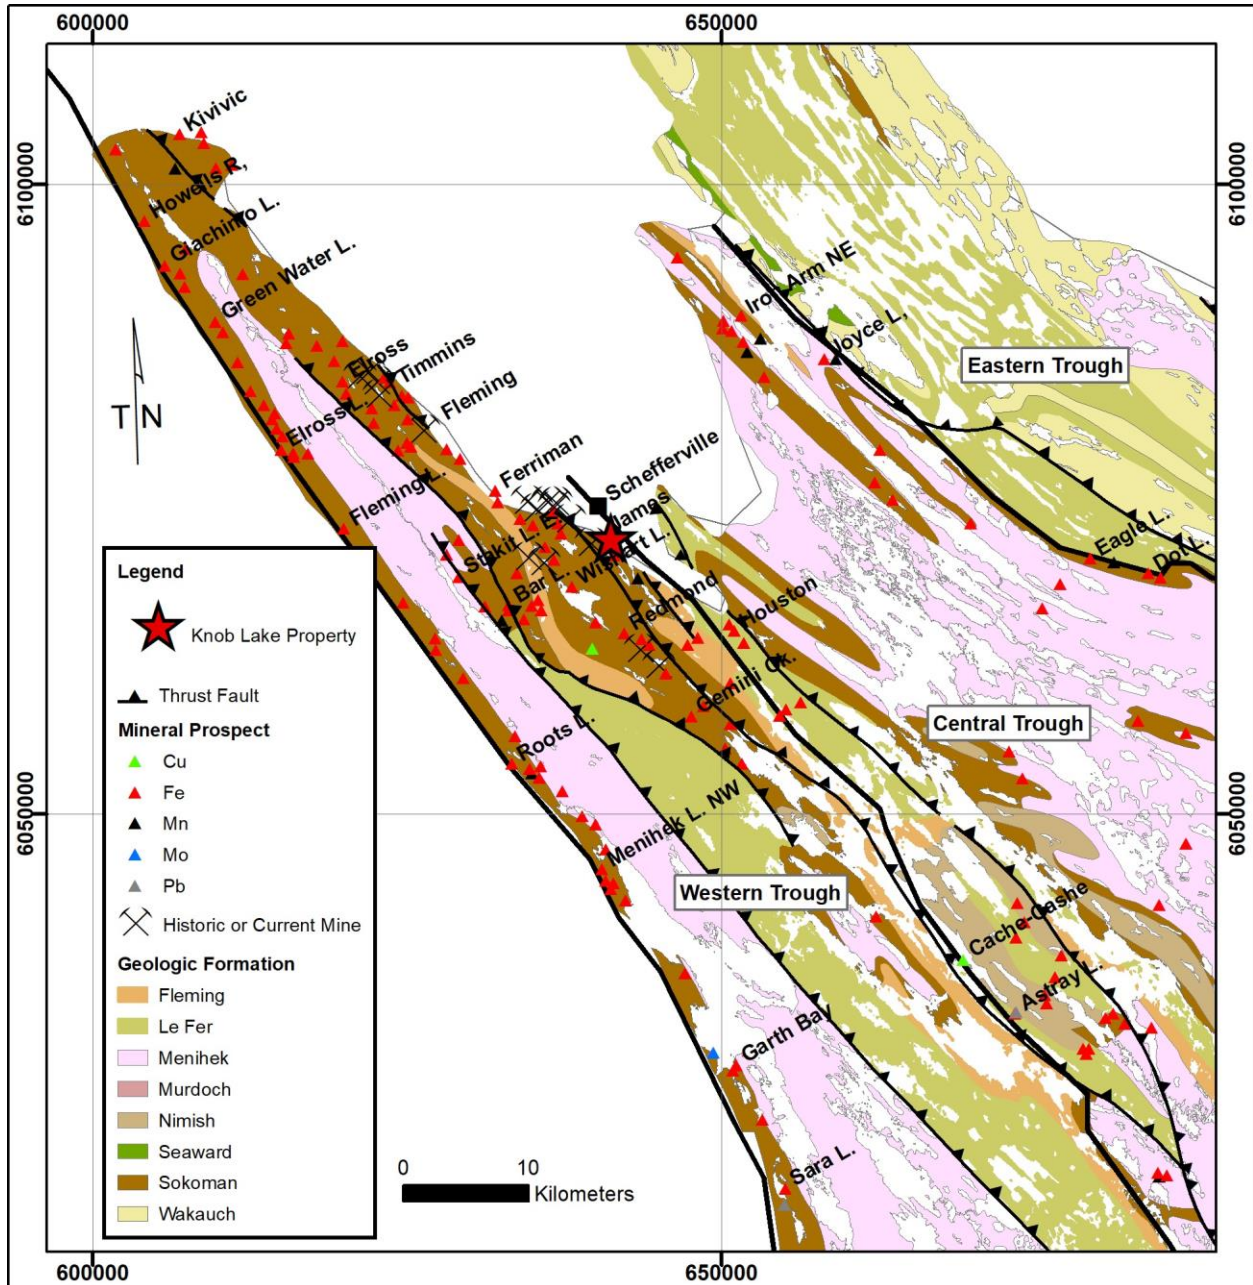 600000
650000
Kivivic
6100000
6100000
Howells R,
Giachino L.
Green Water L.
Iron Arm NE
Joyce L,
Eastern Trough
Elross
Timmins
Fleming
T N
Elross L.
Ferriman
Schefferville
James
Fleming L.
Stakit L.
Wishart L.
Eagle L.
Dot L.
Bar L.
Redmond
Houston
Gemini Ck.
Central Trough
Roots L.
6050000
6050000
Menihek L. NW
Western Trough
Cache-Cashe
Astray L.
Garth Bay
Sara L.
Legend
Knob Lake Property
Thrust Fault
Mineral Prospect
Cu
Fe
Mn
Mo
Pb
Historic or Current Mine
Geologic Formation
Fleming
Le Fer
Menihek
Murdoch
Nimish
Seaward
Sokoman
Wakauch
0 10
Kilometers
600000
650000